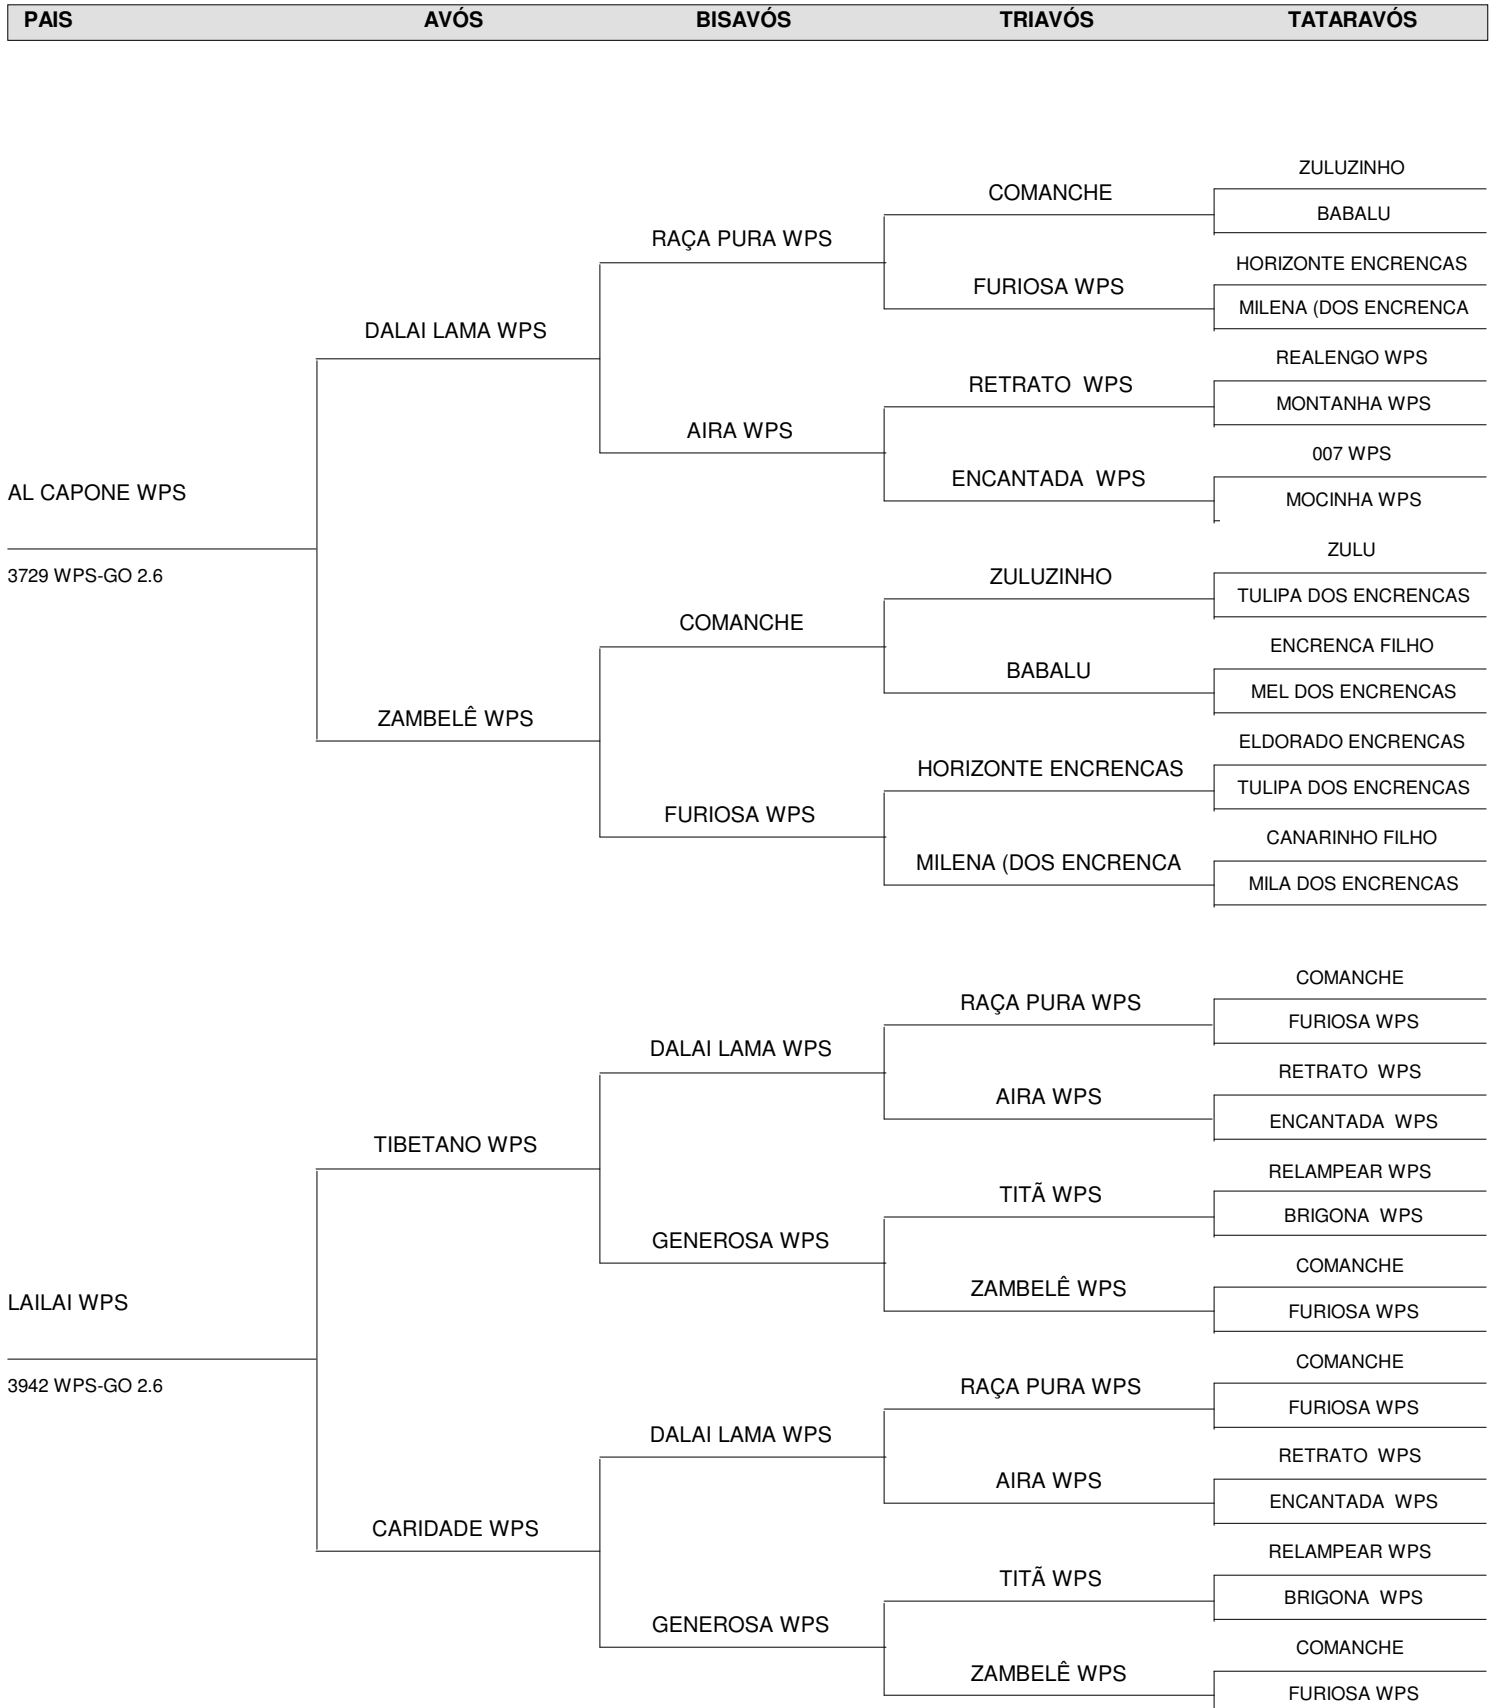 PAIS AVÓS BISAVÓS TRIAVÓS TATARAVÓS
ZULUZINHO
COMANCHE
BABALU
RAÇA PURA WPS
HORIZONTE ENCRENCAS
FURIOSA WPS
MILENA (DOS ENCRENCA
DALAI LAMA WPS
REALENGO WPS
RETRATO WPS
MONTANHA WPS
AIRA WPS
007 WPS
ENCANTADA WPS
MOCINHA WPS
AL CAPONE WPS
3729 WPS-GO 2.6
ZULU
ZULUZINHO
TULIPA DOS ENCRENCAS
COMANCHE
ENCRENCA FILHO
BABALU
MEL DOS ENCRENCAS
ZAMBELÊ WPS
ELDORADO ENCRENCAS
HORIZONTE ENCRENCAS
TULIPA DOS ENCRENCAS
FURIOSA WPS
CANARINHO FILHO
MILENA (DOS ENCRENCA
MILA DOS ENCRENCAS
COMANCHE
RAÇA PURA WPS
FURIOSA WPS
DALAI LAMA WPS
RETRATO WPS
AIRA WPS
ENCANTADA WPS
TIBETANO WPS
RELAMPEAR WPS
TITÃ WPS
BRIGONA WPS
GENEROSA WPS
COMANCHE
ZAMBELÊ WPS
FURIOSA WPS
LAILAI WPS
3942 WPS-GO 2.6
COMANCHE
RAÇA PURA WPS
FURIOSA WPS
DALAI LAMA WPS
RETRATO WPS
AIRA WPS
ENCANTADA WPS
CARIDADE WPS
RELAMPEAR WPS
TITÃ WPS
BRIGONA WPS
GENEROSA WPS
COMANCHE
ZAMBELÊ WPS
FURIOSA WPS